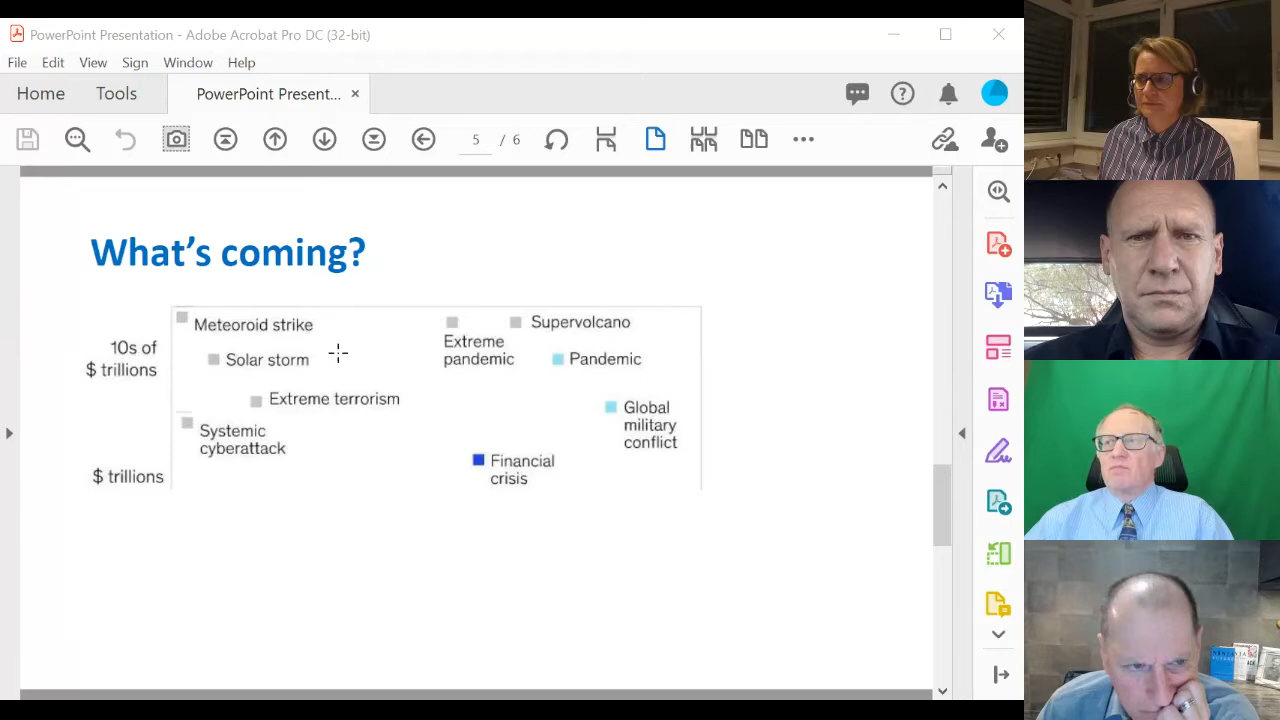 PowerPoint Presentation - Adobe Acrobat Pro DC (32-bit)
File Edit View Sign Window Help
Home Tools PowerPoint Present... ×
5 / 6
What's coming?
10s of
$ trillions
$ trillions
Meteoroid strike
Solar storm
Extreme terrorism
Systemic
cyberattack
Extreme
pandemic
Supervolcano
Pandemic
Global
military
conflict
Financial
crisis